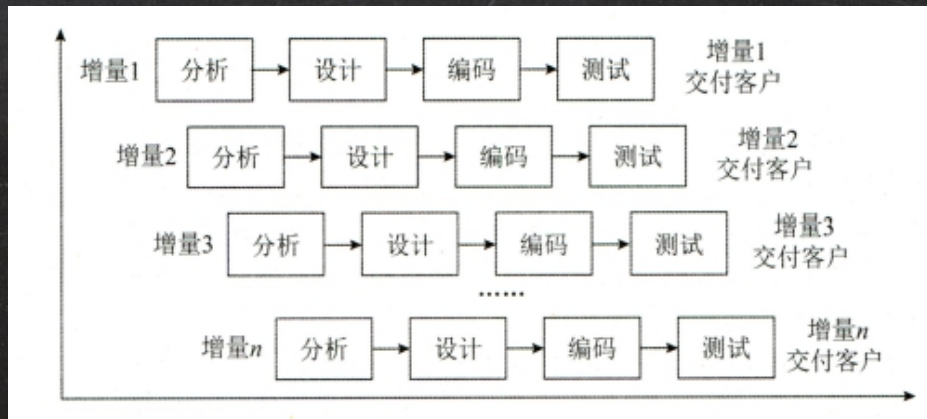 增量1 分析 设计 编码 测试 增量1
交付客户
增量2 分析 设计 编码 测试 增量2
交付客户
增量3 分析 设计 编码 测试 增量3
交付客户
……
增量n 分析 设计 编码 测试 增量n
交付客户